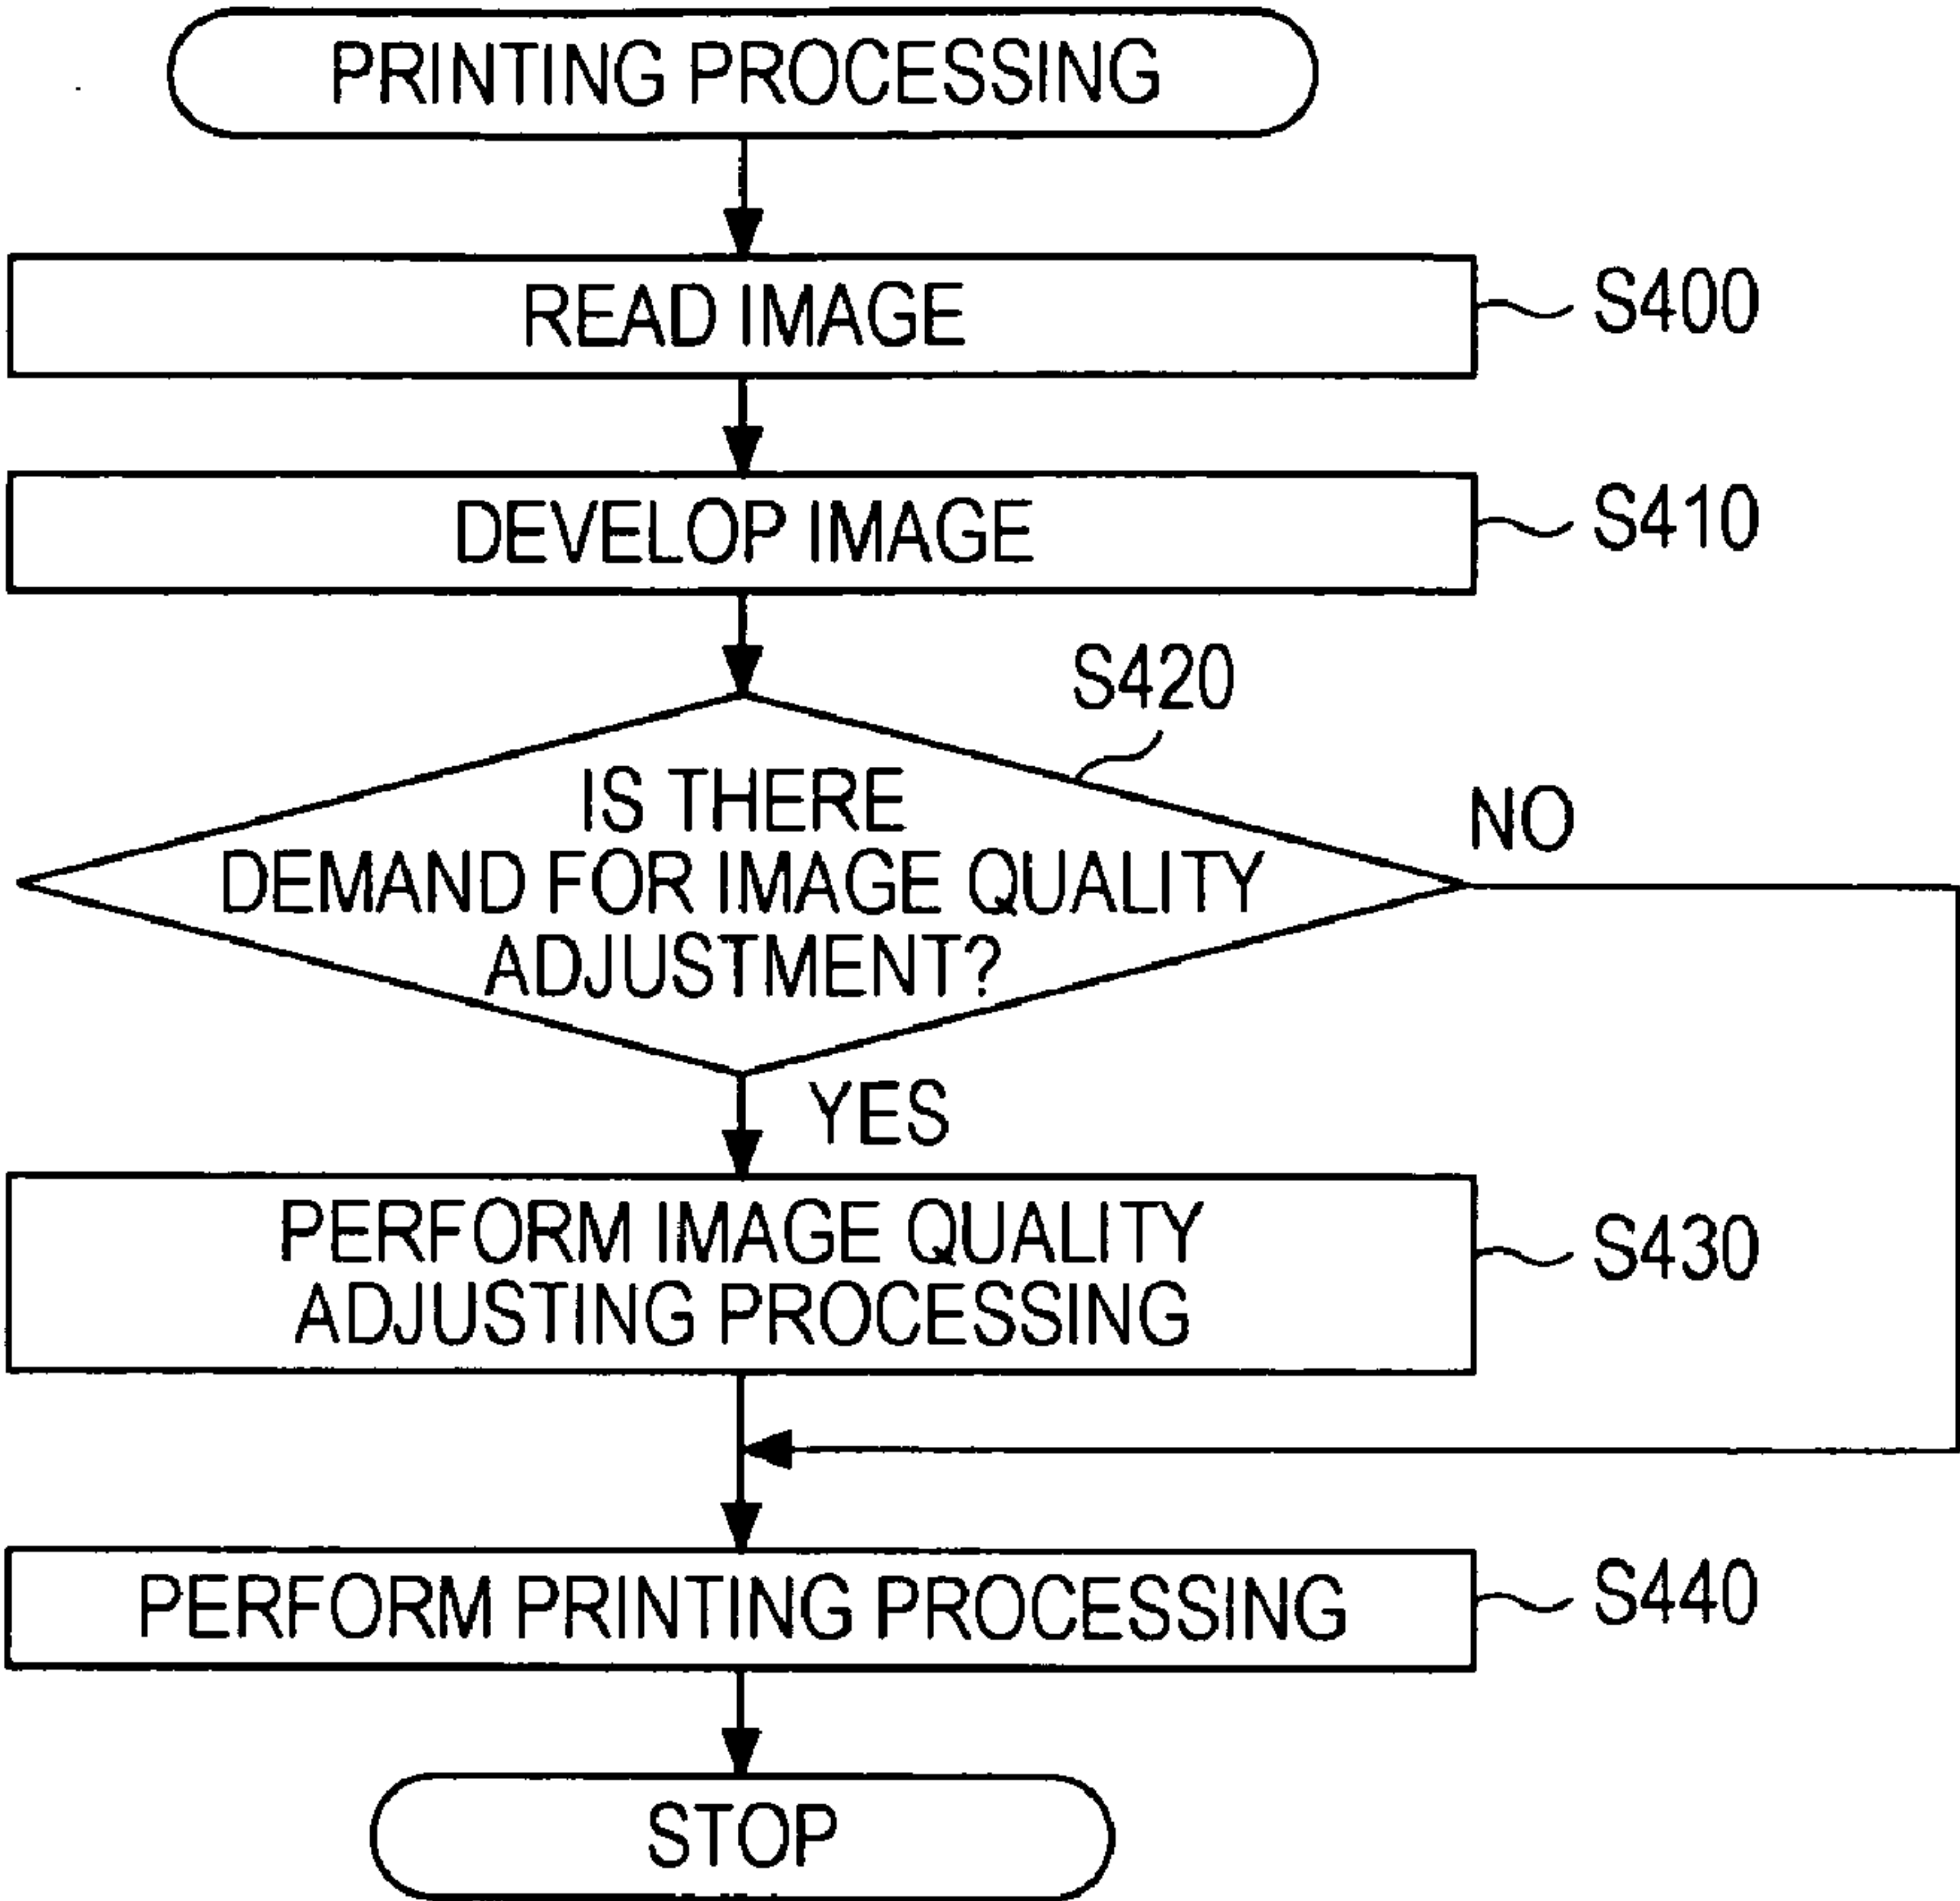 PRINTING PROCESSING
READ IMAGE
S400
DEVELOP IMAGE
S410
S420
IS THERE
DEMAND FOR IMAGE QUALITY
ADJUSTMENT?
NO
YES
PERFORM IMAGE QUALITY
ADJUSTING PROCESSING
S430
PERFORM PRINTING PROCESSING
S440
STOP